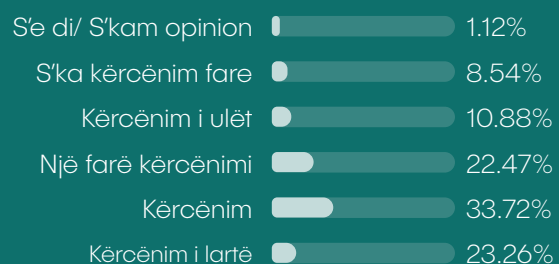 S'e di/ S'kam opinion 1.12%
S'ka kërcënim fare 8.54%
Kërcënim i ulët 10.88%
Një farë kërcënimi 22.47%
Kërcënim 33.72%
Kërcënim i lartë 23.26%